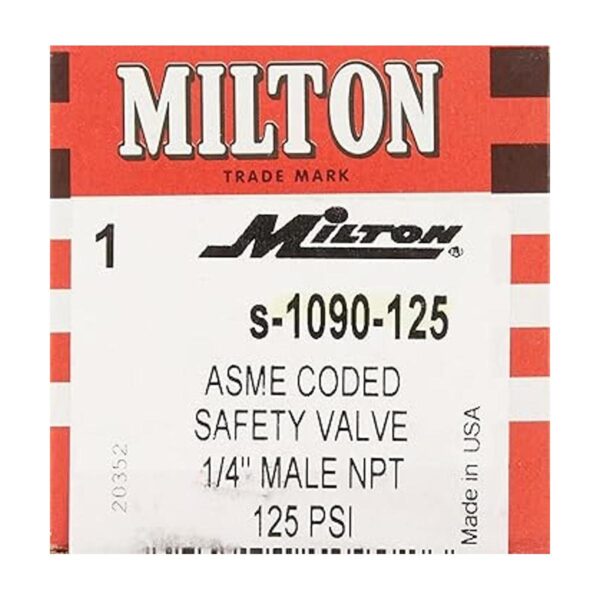 MILTON
TRADE MARK
1
MILTON ®
s-1090-125
ASME CODED
SAFETY VALVE
1/4" MALE NPT
125 PSI
20352
Made in USA